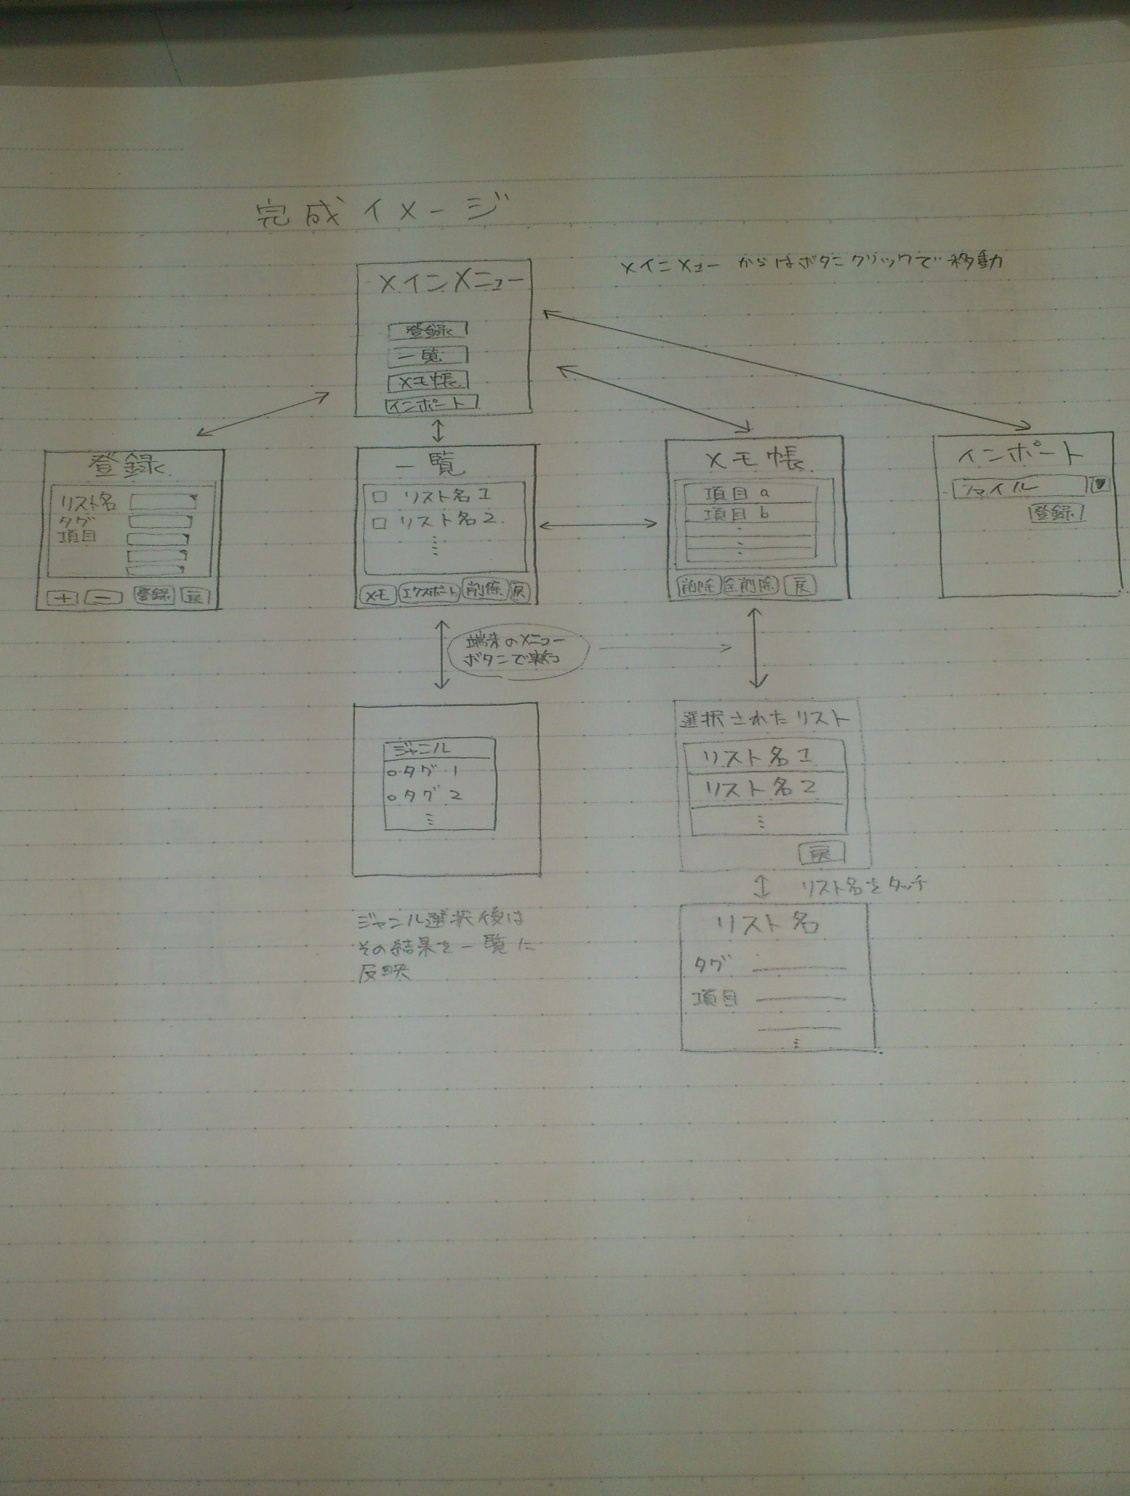 完成イメージ
メインメニュー
登録
一覧
メモ帳
インポート
メインメニューからはボタンクリックで移動
登録
リスト名
タグ
項目
+ - 登録 戻
一覧
リスト名1
リスト名2
メモ エクスポート 削除 戻
メモ帳
項目a
項目b
削除 全削除 戻
インポート
ファイル
登録
端末のメニュー
ボタンで実行
ジャンル
タグ1
タグ2
ジャンル選択後は
その結果を一覧に
反映
選択されたリスト
リスト名1
リスト名2
戻
リスト名をタッチ
リスト名
タグ
項目